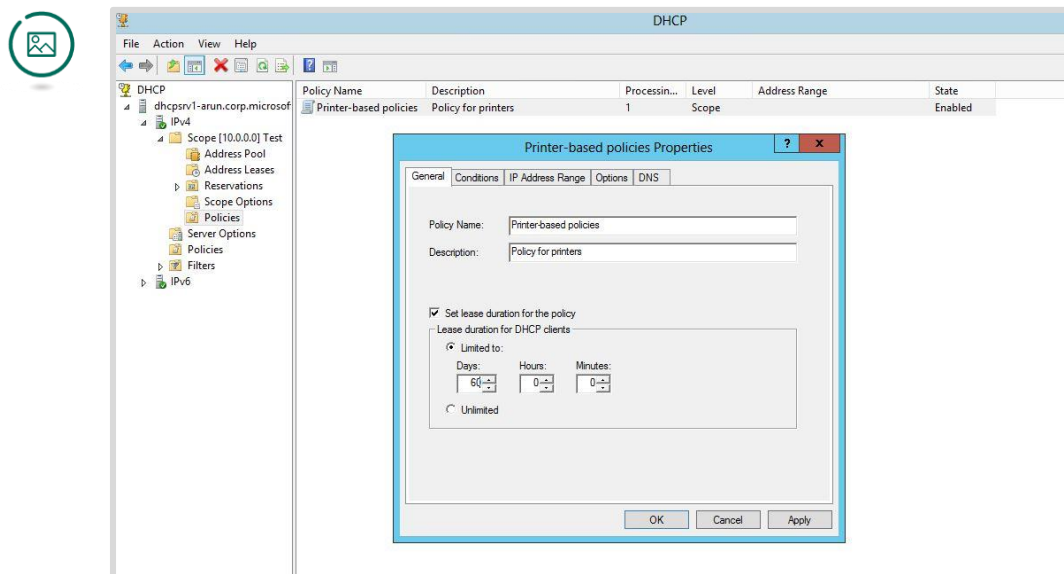 DHCP
File Action View Help
DHCP
dhcpsrv1-arun.corp.microsof
IPv4
Scope [10.0.0.0] Test
Address Pool
Address Leases
Reservations
Scope Options
Policies
Server Options
Policies
Filters
IPv6
Policy Name Description Processin... Level Address Range State
Printer-based policies Policy for printers 1 Scope Enabled
Printer-based policies Properties
? x
General Conditions IP Address Range Options DNS
Policy Name: Printer-based policies
Description: Policy for printers
Set lease duration for the policy
Lease duration for DHCP clients
Limited to:
Days: Hours: Minutes:
60 0 0
Unlimited
OK Cancel Apply